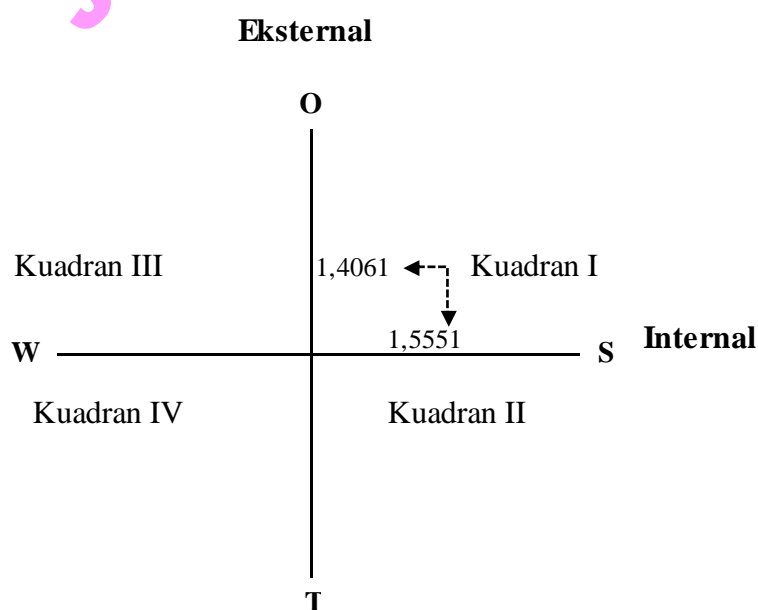 Eksternal
O
Kuadran III 1,4061 Kuadran I
1,5551
W S Internal
Kuadran IV Kuadran II
T